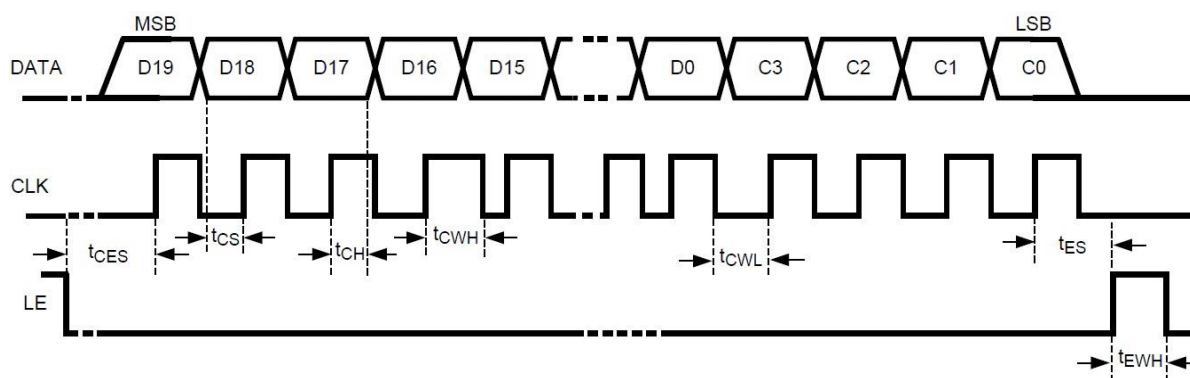 MSB LSB
DATA D19 D18 D17 D16 D15 D0 C3 C2 C1 C0
CLK
tCES tCS tCH tCWH tCWL tES
LE
tEWH